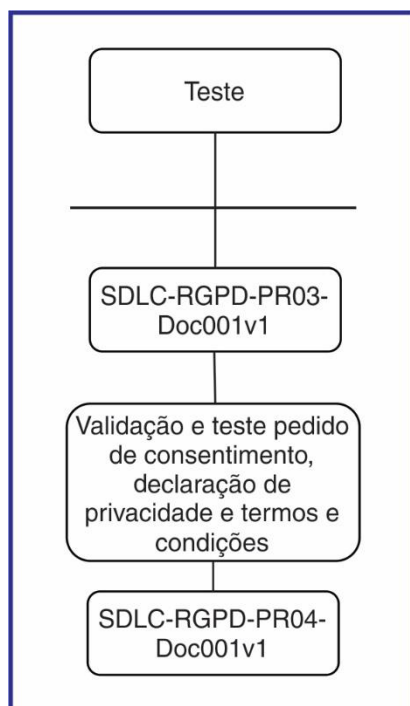 Teste
SDLC-RGPD-PR03-
Doc001v1
Validação e teste pedido
de consentimento,
declaração de
privacidade e termos e
condições
SDLC-RGPD-PR04-
Doc001v1